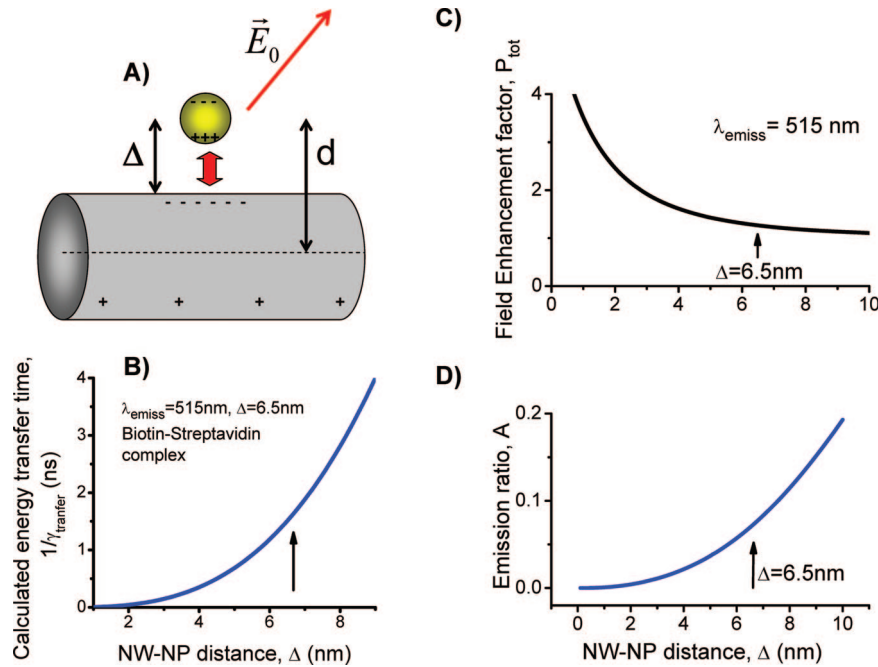 A)
E⃗₀
- - -
+++
Δ
d
- - - - - -
+ + + +
B)
Calculated energy transfer time,
1/γtranfer (ns)
4
3
2
1
0
λemiss=515nm, Δ=6.5nm
Biotin-Streptavidin
complex
2 4 6 8
NW-NP distance, Δ (nm)
C)
Field Enhancement factor, Ptot
4
2
0
λemiss= 515 nm
Δ=6.5nm
2 4 6 8 10
D)
Emission ratio, A
0.2
0.1
0.0
Δ=6.5nm
0 2 4 6 8 10
NW-NP distance, Δ (nm)